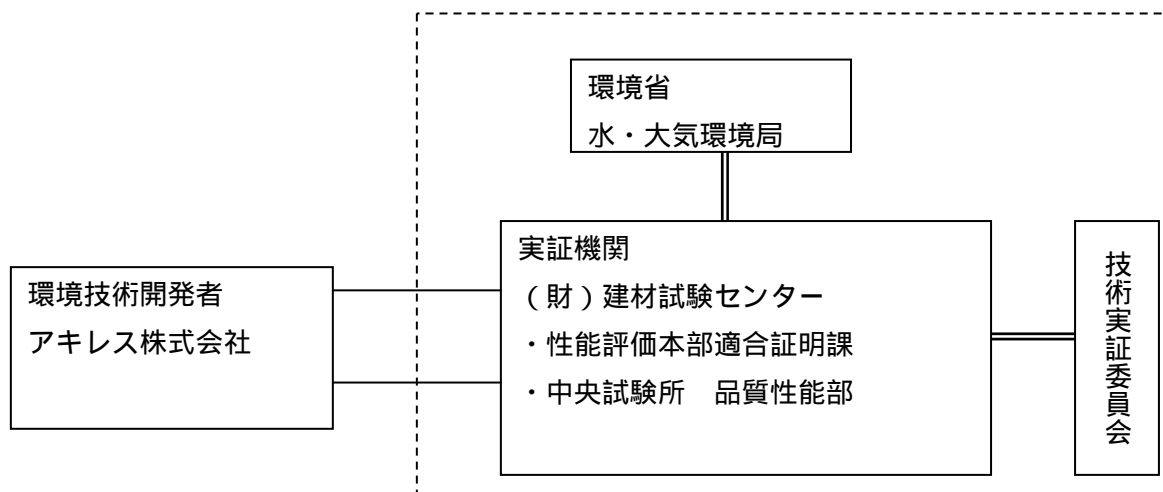 環境省
水・大気環境局
実証機関
（財）建材試験センター
・性能評価本部適合証明課
・中央試験所　品質性能部
環境技術開発者
アキレス株式会社
技術実証委員会